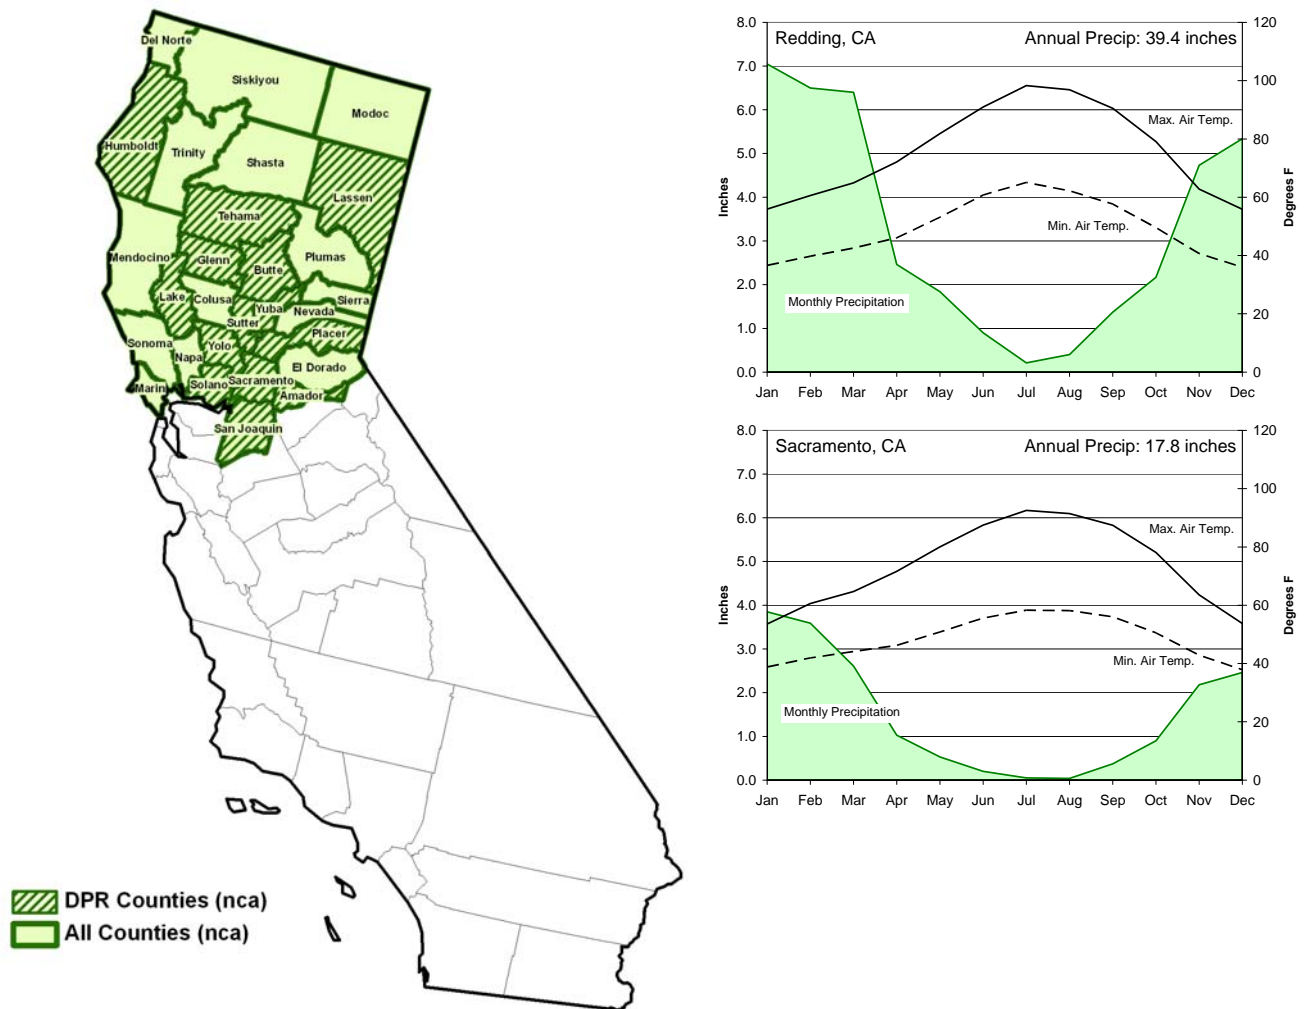 Del Norte
Siskiyou
Modoc
Humboldt
Trinity
Shasta
Lassen
Tehama
Mendocino
Glenn
Butte
Plumas
Lake
Colusa
Yuba
Sierra
Nevada
Sutter
Placer
Sonoma
Napa
Yolo
El Dorado
Marin
Solano
Sacramento
Amador
San Joaquin
DPR Counties (nca)
All Counties (nca)
Redding, CA
Annual Precip: 39.4 inches
8.0
7.0
6.0
5.0
4.0
3.0
2.0
1.0
0.0
Inches
120
100
80
60
40
20
0
Degrees F
Max. Air Temp.
Min. Air Temp.
Monthly Precipitation
Jan Feb Mar Apr May Jun Jul Aug Sep Oct Nov Dec
Sacramento, CA
Annual Precip: 17.8 inches
8.0
7.0
6.0
5.0
4.0
3.0
2.0
1.0
0.0
Inches
120
100
80
60
40
20
0
Degrees F
Max. Air Temp.
Min. Air Temp.
Monthly Precipitation
Jan Feb Mar Apr May Jun Jul Aug Sep Oct Nov Dec